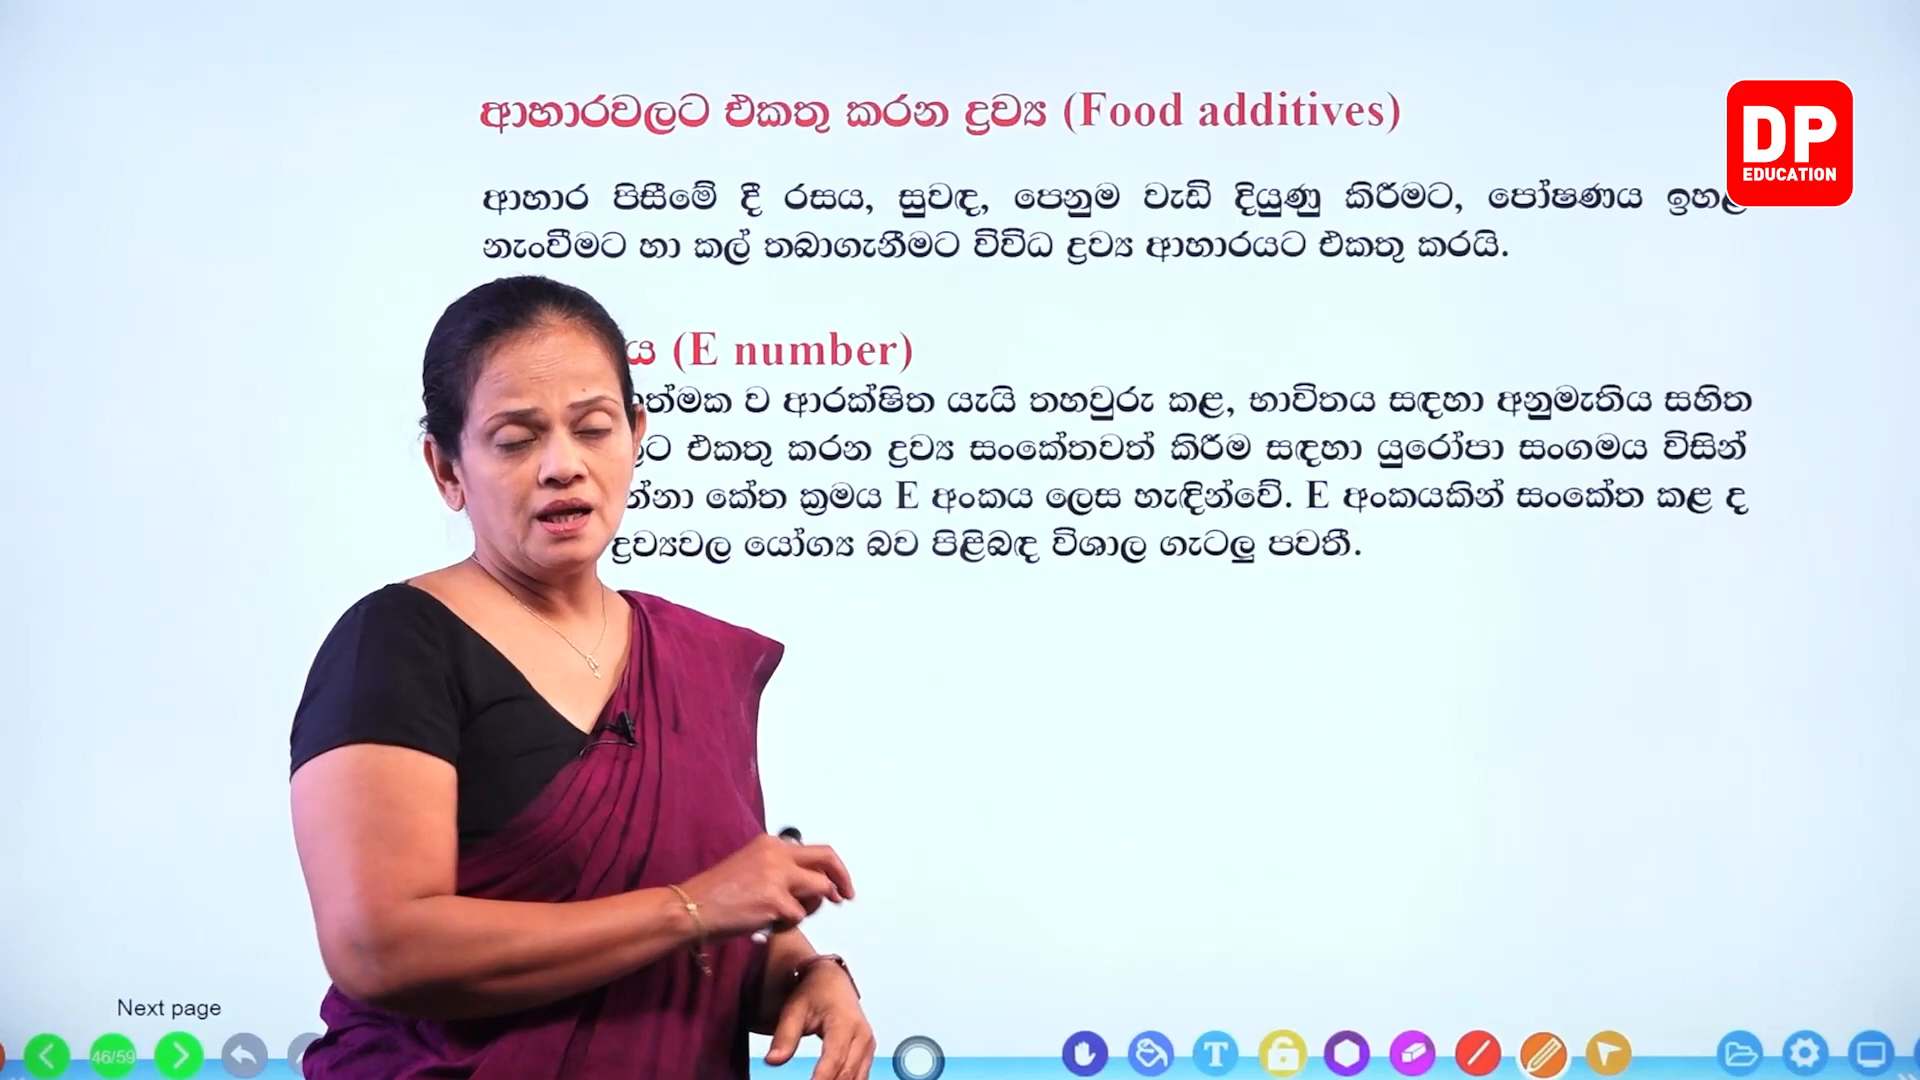 ආහාරවලට එකතු කරන ද්‍රව්‍ය (Food additives)
DP
EDUCATION
ආහාර පිසීමේ දී රසය, සුවඳ, පෙනුම වැඩි දියුණු කිරීමට, පෝෂණය ඉහළ
නැංවීමට හා කල් තබාගැනීමට විවිධ ද්‍රව්‍ය ආහාරයට එකතු කරයි.
(E number)
ව ආරක්ෂිත යැයි තහවුරු කළ, භාවිතය සඳහා අනුමැතිය සහිත
එකතු කරන ද්‍රව්‍ය සංකේතවත් කිරීම සඳහා යුරෝපා සංගමය විසින්
කේත ක්‍රමය E අංකය ලෙස හැඳින්වේ. E අංකයකින් සංකේත කළ ද
ද්‍රව්‍යවල යෝග්‍ය බව පිළිබඳ විශාල ගැටලු පවතී.
Next page
46/59
T